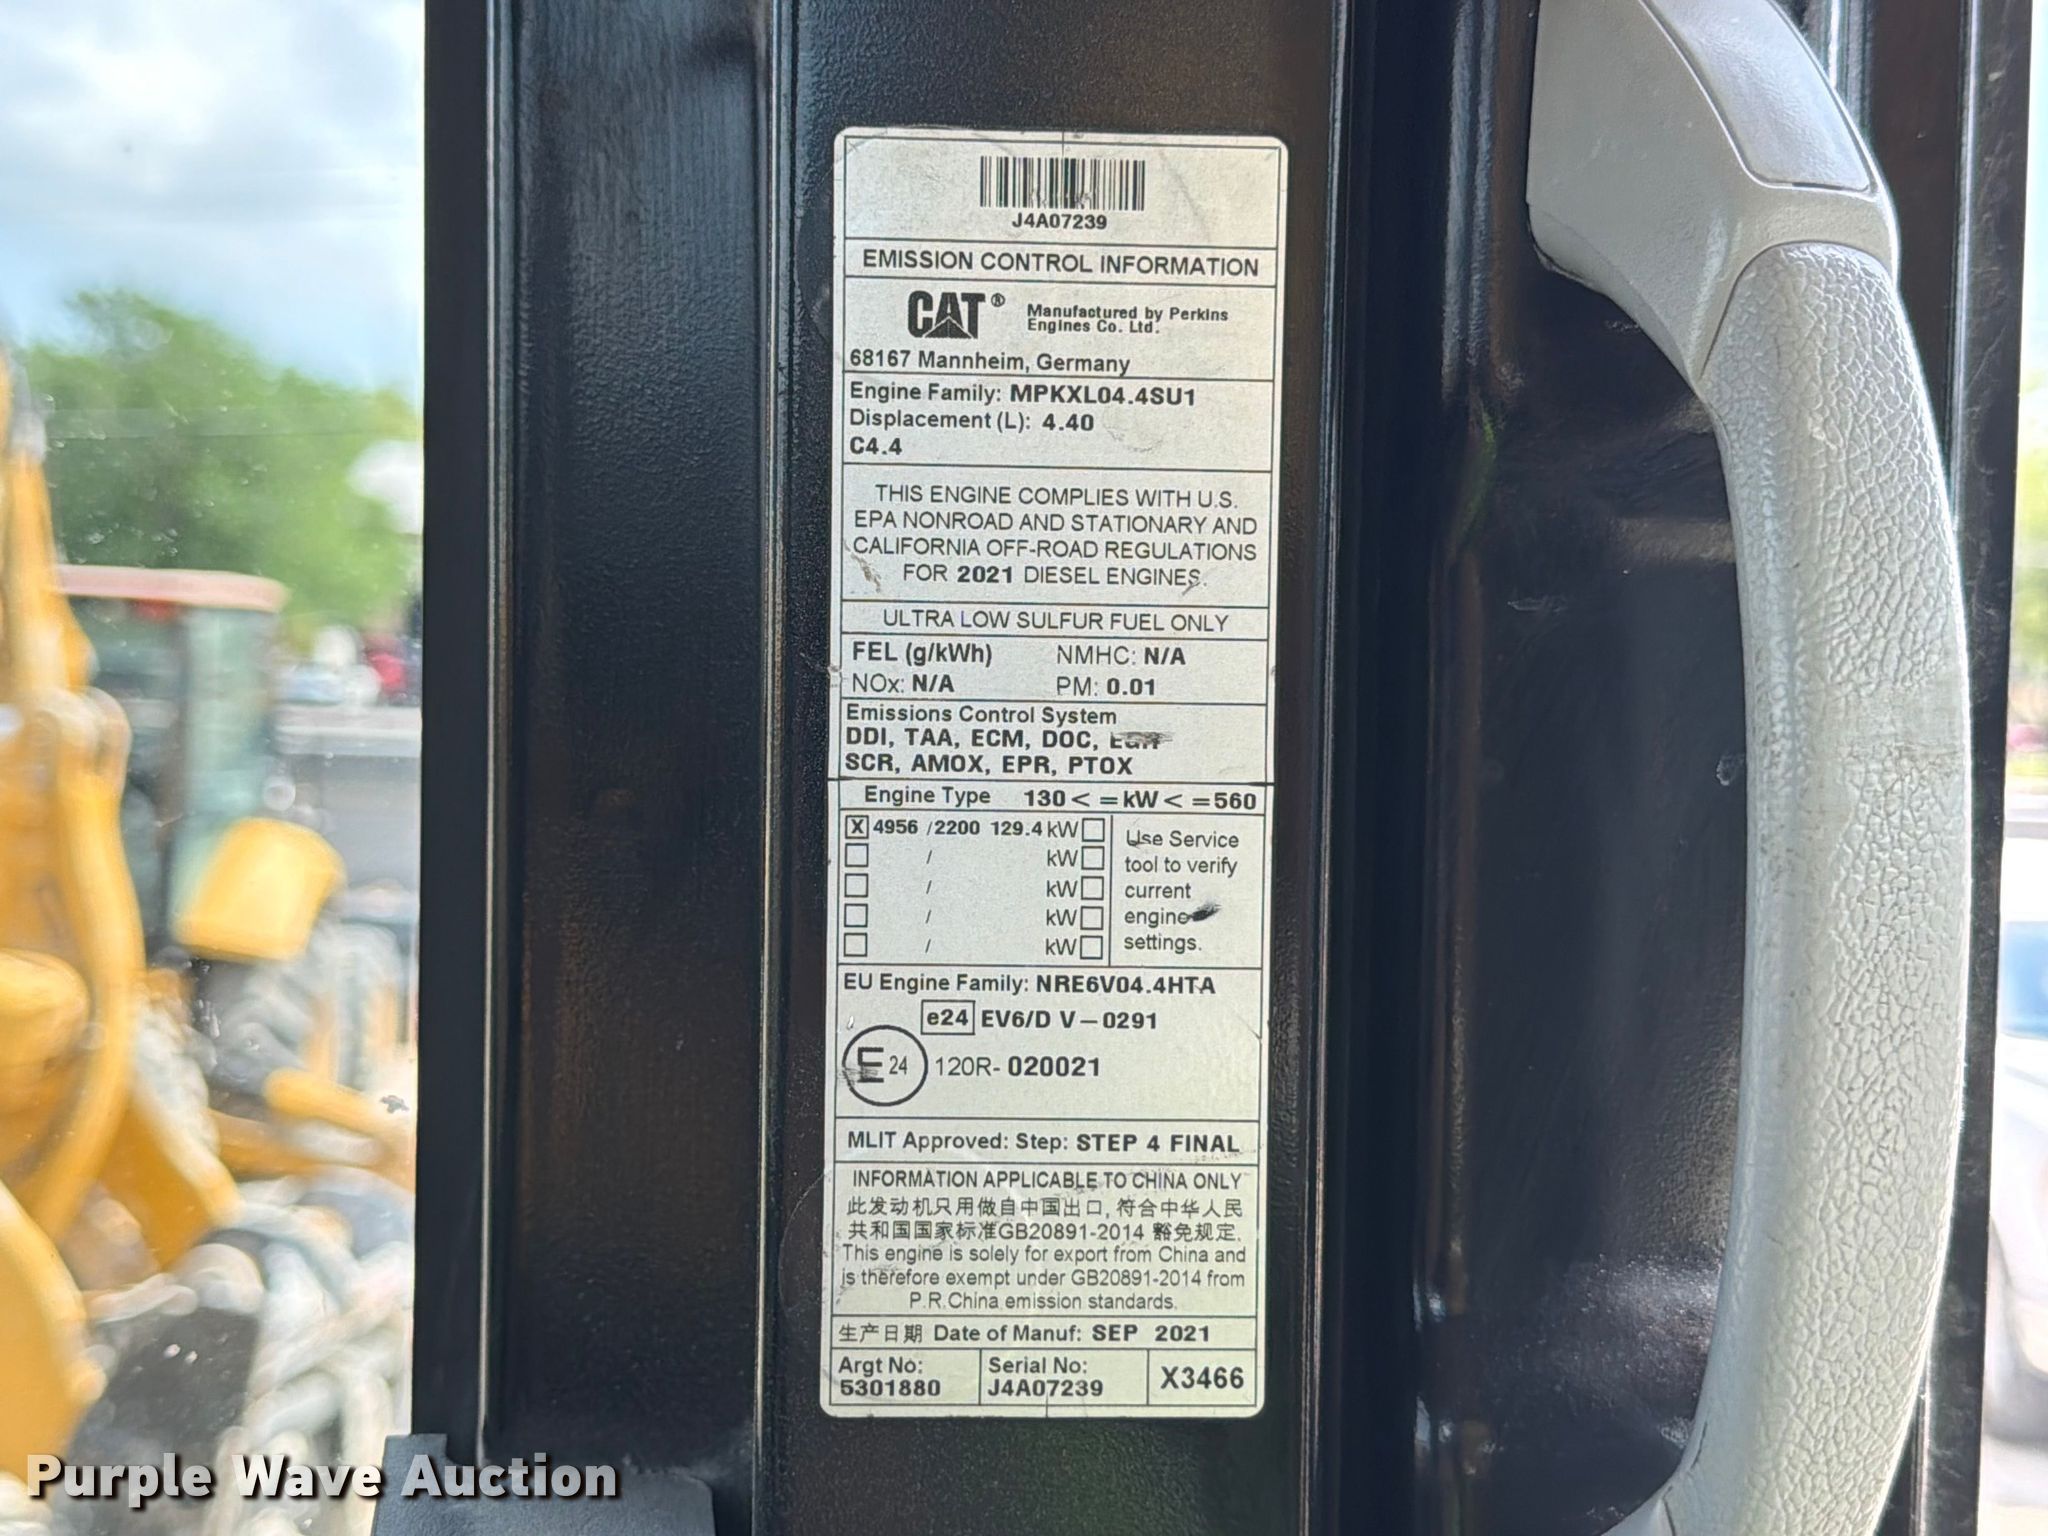 J4A07239
EMISSION CONTROL INFORMATION
CAT® Manufactured by Perkins
Engines Co. Ltd.
68167 Mannheim, Germany
Engine Family: MPKXL04.4SU1
Displacement (L): 4.40
C4.4
THIS ENGINE COMPLIES WITH U.S.
EPA NONROAD AND STATIONARY AND
CALIFORNIA OFF-ROAD REGULATIONS
FOR 2021 DIESEL ENGINES.
ULTRA LOW SULFUR FUEL ONLY
FEL (g/kWh) NMHC: N/A
NOx: N/A PM: 0.01
Emissions Control System
DDI, TAA, ECM, DOC,
SCR, AMOX, EPR, PTOX
Engine Type 130 < = kW < = 560
X 4956 /2200 129.4 kW
/ kW
/ kW
/ kW
/ kW
Use Service
tool to verify
current
engine
settings.
EU Engine Family: NRE6V04.4HTA
e24 EV6/D V-0291
E 24 120R- 020021
MLIT Approved: Step: STEP 4 FINAL
INFORMATION APPLICABLE TO CHINA ONLY
此发动机只用做自中国出口, 符合中华人民
共和国国家标准GB20891-2014 豁免规定.
This engine is solely for export from China and
is therefore exempt under GB20891-2014 from
P.R.China emission standards.
生产日期 Date of Manuf: SEP 2021
Argt No:
5301880
Serial No:
J4A07239
X3466
Purple Wave Auction